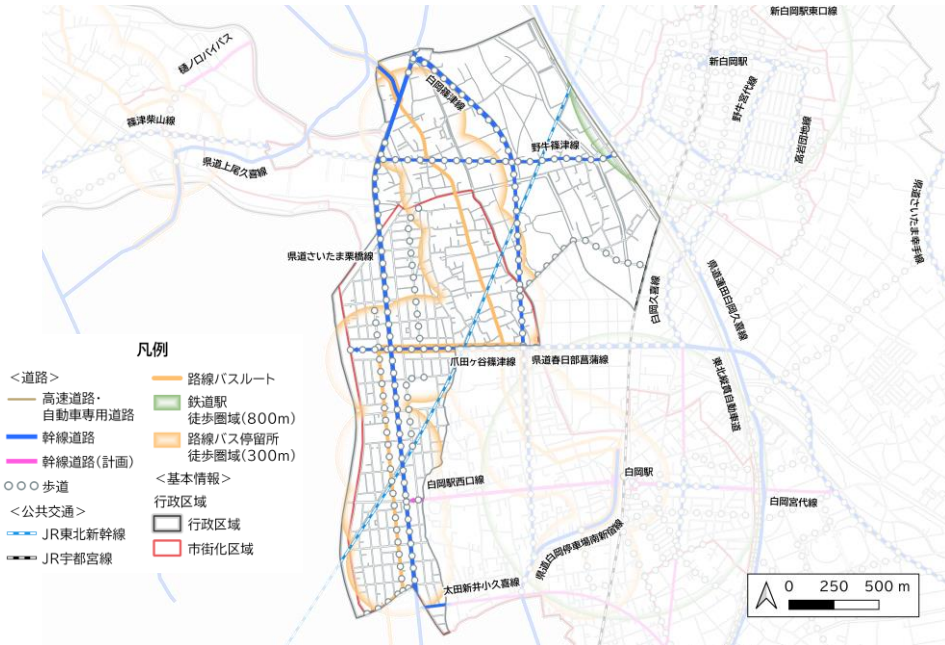 新白岡駅東口線
樋ノ口バイパス
新白岡駅
白岡篠津線
野牛宮代線
篠津柴山線
高岩団地線
野牛篠津線
県道上尾久喜線
県道さいたま幸手線
県道さいたま栗橋線
白岡久喜線
県道蓮田白岡久喜線
爪田ヶ谷篠津線
県道春日部菖蒲線
東北縦貫自動車道
白岡駅
白岡駅西口線
白岡宮代線
県道白岡停車場南新宿線
太田新井小久喜線
凡例
<道路>
高速道路・
自動車専用道路
幹線道路
幹線道路(計画)
歩道
<公共交通>
JR東北新幹線
JR宇都宮線
路線バスルート
鉄道駅
徒歩圏域(800m)
路線バス停留所
徒歩圏域(300m)
<基本情報>
行政区域
行政区域
市街化区域
0 250 500 m